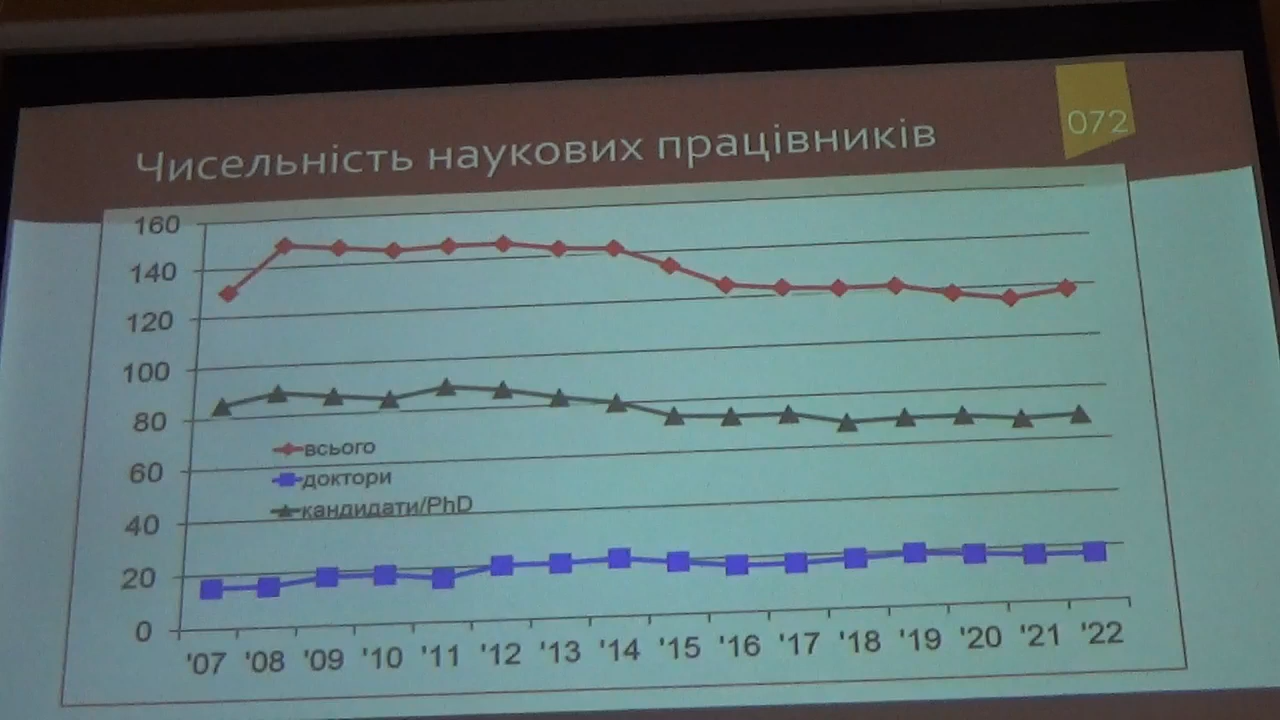 072
Чисельність наукових працівників
160
140
120
100
80
60
40
20
0
всього
доктори
кандидати/PhD
'07 '08 '09 '10 '11 '12 '13 '14 '15 '16 '17 '18 '19 '20 '21 '22